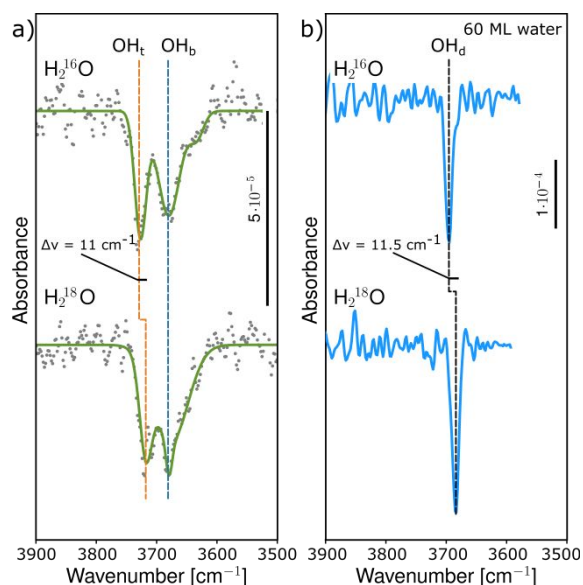 a)
OHₜ OH_b
H₂¹⁶O
5·10⁻⁵
Δv = 11 cm⁻¹
H₂¹⁸O
Absorbance
3900 3800 3700 3600 3500
Wavenumber [cm⁻¹]
b)
60 ML water
OH_d
H₂¹⁶O
1·10⁻⁴
Δv = 11.5 cm⁻¹
H₂¹⁸O
Absorbance
3900 3800 3700 3600 3500
Wavenumber [cm⁻¹]